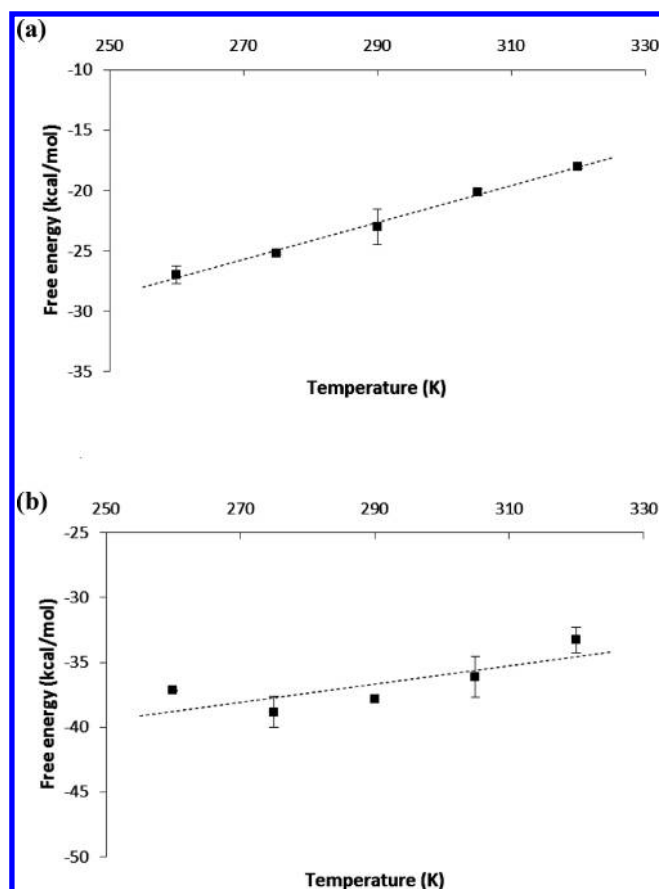 (a)
250 270 290 310 330
-10
-15
-20
-25
-30
-35
Free energy (kcal/mol)
Temperature (K)
(b)
250 270 290 310 330
-25
-30
-35
-40
-45
-50
Free energy (kcal/mol)
Temperature (K)